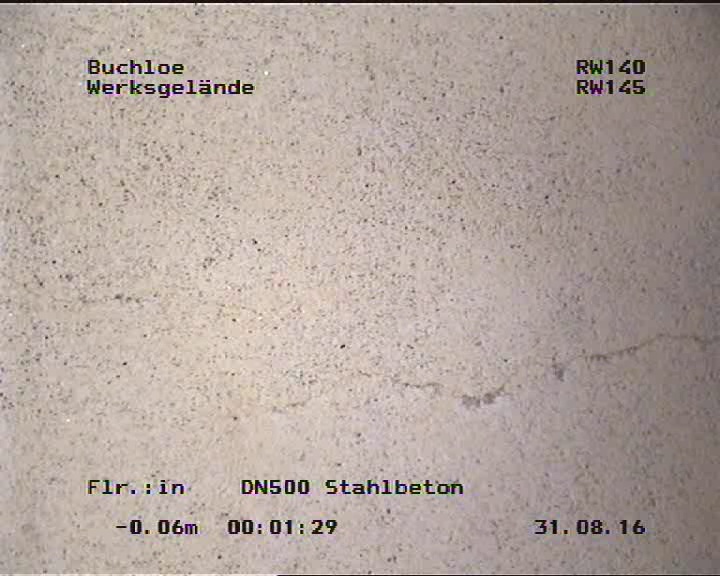 Buchloe RW140
Werksgelände RW145
Flr.:in DN500 Stahlbeton
-0.06m 00:01:29 31.08.16